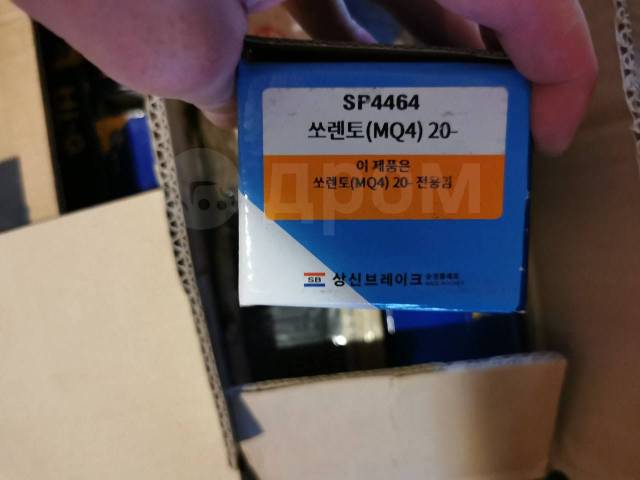 SP4464
쏘렌토(MQ4) 20-
이 제품은
쏘렌토(MQ4) 20- 전용
дром
SB 상신브레이크